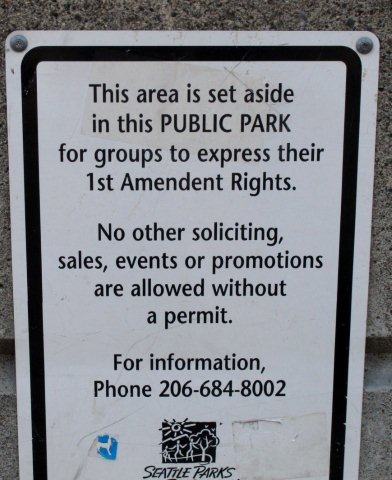 This area is set aside
in this PUBLIC PARK
for groups to express their
1st Amendent Rights.
No other soliciting,
sales, events or promotions
are allowed without
a permit.
For information,
Phone 206-684-8002
SEATTLE PARKS